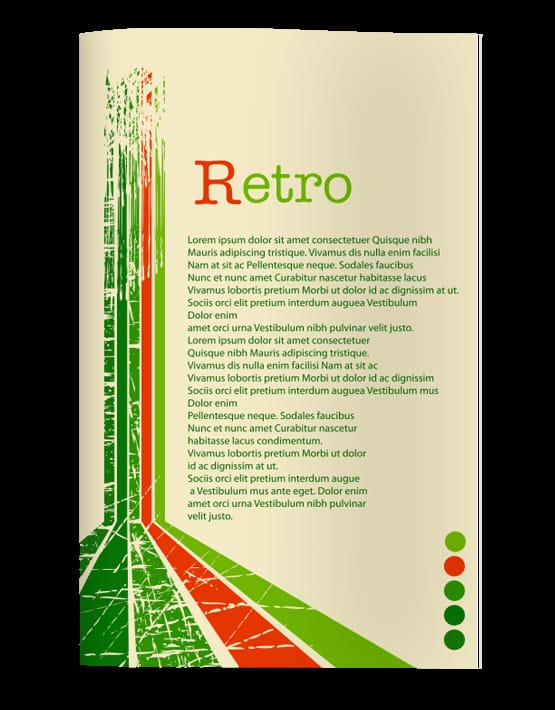 Retro
Lorem ipsum dolor sit amet consectetuer Quisque nibh
Mauris adipiscing tristique. Vivamus dis nulla enim facilisi
Nam at sit ac Pellentesque neque. Sodales faucibus
Nunc et nunc amet Curabitur nascetur habitasse lacus
Vivamus lobortis pretium Morbi ut dolor id ac dignissim at ut.
Sociis orci elit pretium interdum auguea Vestibulum
Dolor enim
amet orci urna Vestibulum nibh pulvinar velit justo.
Lorem ipsum dolor sit amet consectetuer
Quisque nibh Mauris adipiscing tristique.
Vivamus dis nulla enim facilisi Nam at sit ac
Vivamus lobortis pretium Morbi ut dolor id ac dignissim
Sociis orci elit pretium interdum auguea Vestibulum mus
Dolor enim
Pellentesque neque. Sodales faucibus
Nunc et nunc amet Curabitur nascetur
habitasse lacus condimentum.
Vivamus lobortis pretium Morbi ut dolor
id ac dignissim at ut.
Sociis orci elit pretium interdum augue
a Vestibulum mus ante eget. Dolor enim
amet orci urna Vestibulum nibh pulvinar
velit justo.